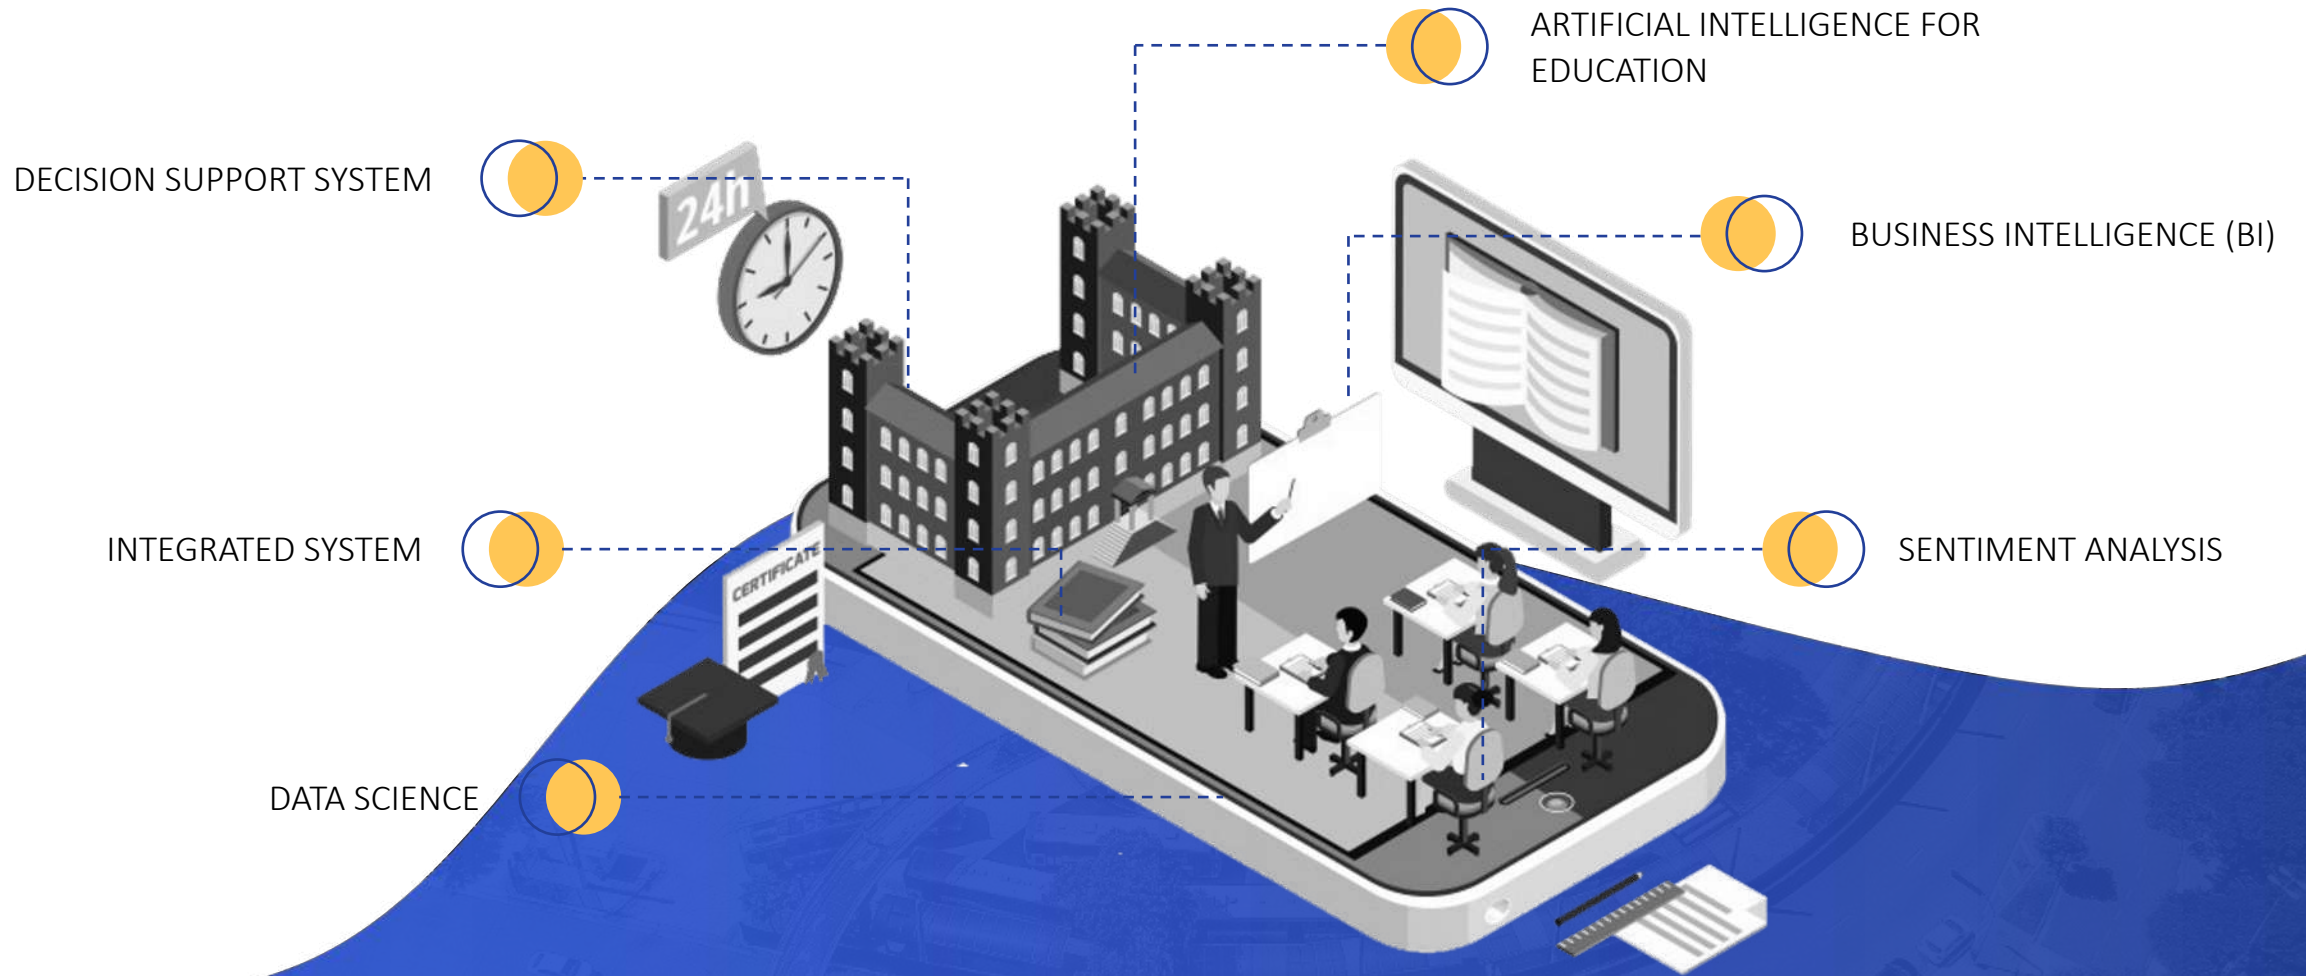 ARTIFICIAL INTELLIGENCE FOR
EDUCATION
DECISION SUPPORT SYSTEM
24h
BUSINESS INTELLIGENCE (BI)
INTEGRATED SYSTEM
CERTIFICATE
SENTIMENT ANALYSIS
DATA SCIENCE